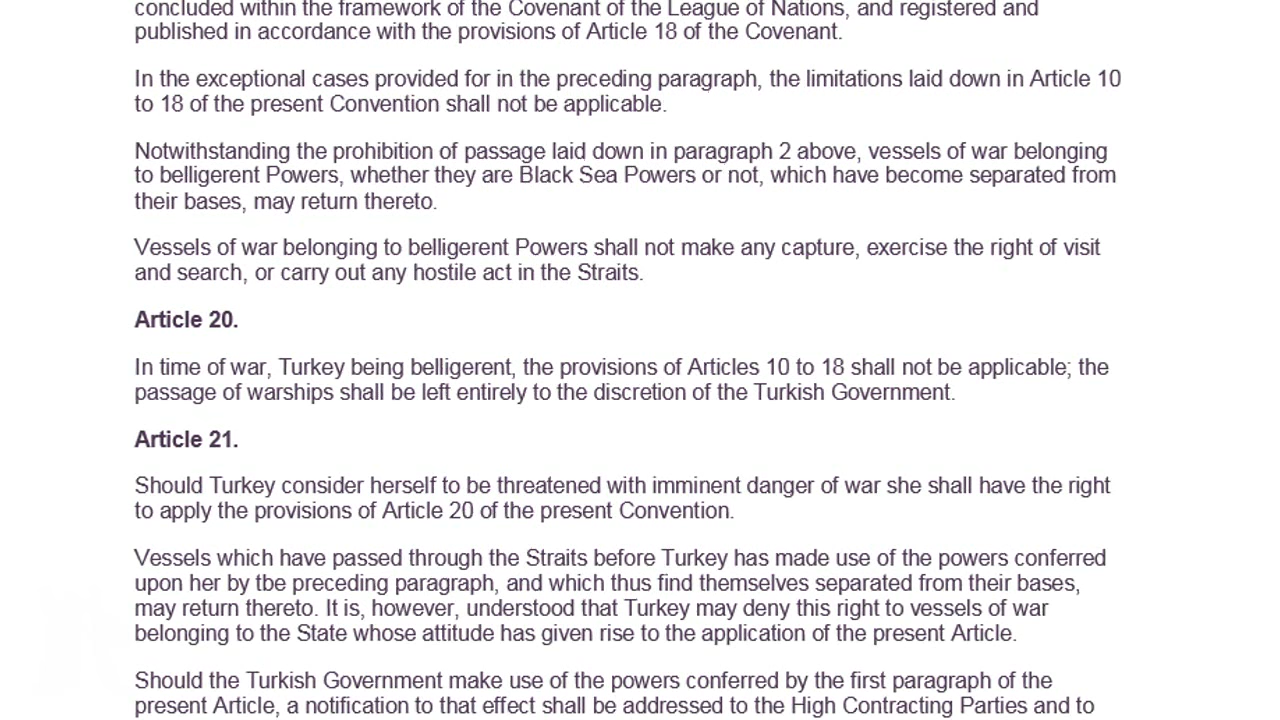 concluded within the framework of the Covenant of the League of Nations, and registered and
published in accordance with the provisions of Article 18 of the Covenant.
In the exceptional cases provided for in the preceding paragraph, the limitations laid down in Article 10
to 18 of the present Convention shall not be applicable.
Notwithstanding the prohibition of passage laid down in paragraph 2 above, vessels of war belonging
to belligerent Powers, whether they are Black Sea Powers or not, which have become separated from
their bases, may return thereto.
Vessels of war belonging to belligerent Powers shall not make any capture, exercise the right of visit
and search, or carry out any hostile act in the Straits.
Article 20.
In time of war, Turkey being belligerent, the provisions of Articles 10 to 18 shall not be applicable; the
passage of warships shall be left entirely to the discretion of the Turkish Government.
Article 21.
Should Turkey consider herself to be threatened with imminent danger of war she shall have the right
to apply the provisions of Article 20 of the present Convention.
Vessels which have passed through the Straits before Turkey has made use of the powers conferred
upon her by tbe preceding paragraph, and which thus find themselves separated from their bases,
may return thereto. It is, however, understood that Turkey may deny this right to vessels of war
belonging to the State whose attitude has given rise to the application of the present Article.
Should the Turkish Government make use of the powers conferred by the first paragraph of the
present Article, a notification to that effect shall be addressed to the High Contracting Parties and to